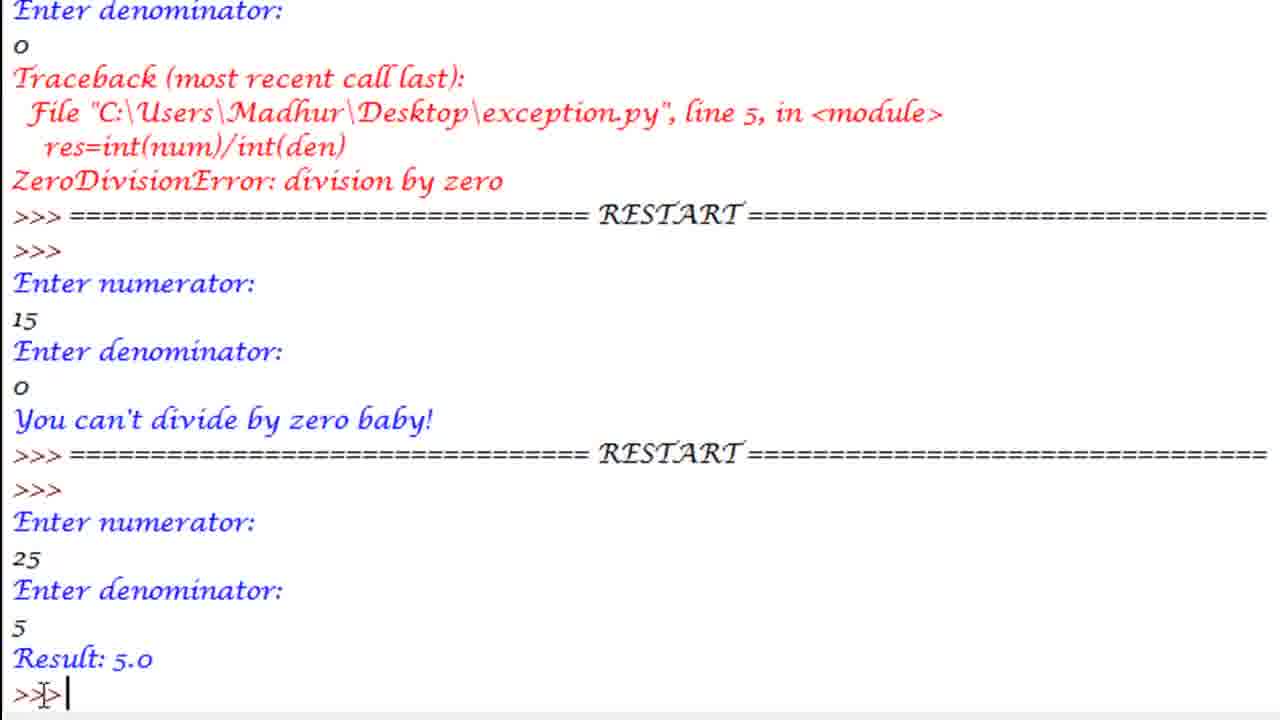 Enter denominator:
0
Traceback (most recent call last):
File "C:\Users\Madhur\Desktop\exception.py", line 5, in <module>
res=int(num)/int(den)
ZeroDivisionError: division by zero
>>> ================================ RESTART ================================
>>>
Enter numerator:
15
Enter denominator:
0
You can't divide by zero baby!
>>> ================================ RESTART ================================
>>>
Enter numerator:
25
Enter denominator:
5
Result: 5.0
>>>